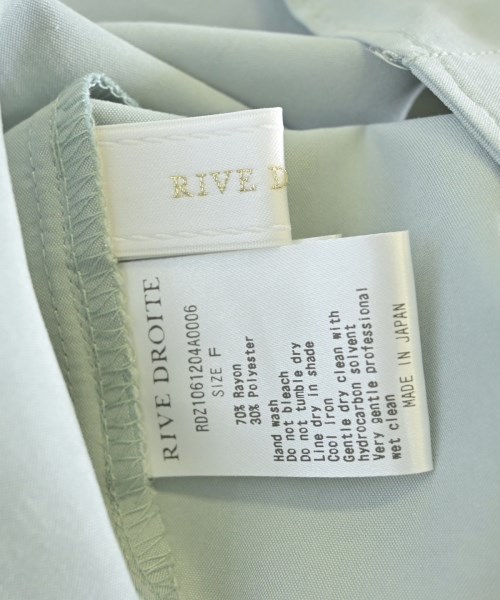 RIVE D
RIVE DROITE
RDZ1061204A0006
SIZE F
70% Rayon
30% Polyester
Hand wash
Do not bleach
Do not tumble dry
Line dry in shade
Cool iron
Gentle dry clean with
hydrocarbon solvent
Very gentle professional
wet clean
MADE IN JAPAN